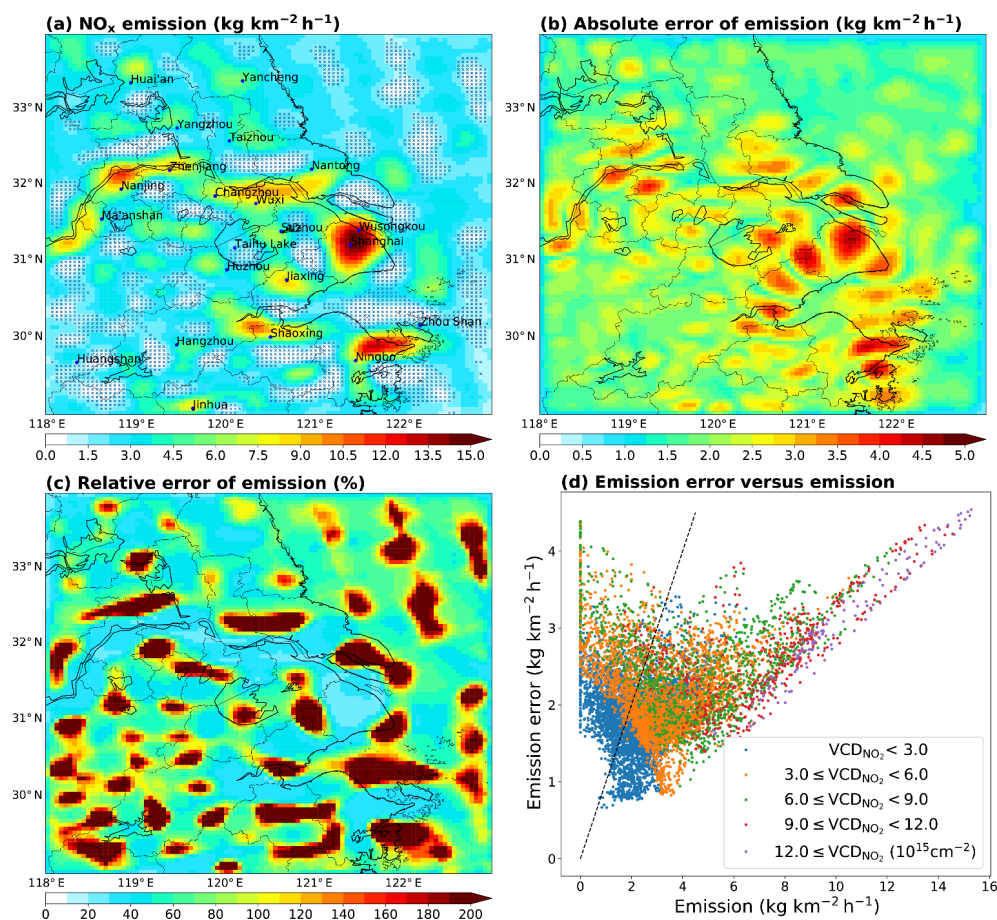 (a) NOx emission (kg km⁻² h⁻¹)
Huai'an
Yancheng
33° N
Yangzhou
Taizhou
Zhenjiang
Nantong
32° N
Nanjing
Changzhou
Wuxi
Ma'anshan
Suzhou
Wusongkou
Taihu Lake
Shanghai
31° N
Huzhou
Jiaxing
Zhou Shan
30° N
Shaoxing
Hangzhou
Huangshan
Ningbo
Jinhua
118° E 119° E 120° E 121° E 122° E
0.0 1.5 3.0 4.5 6.0 7.5 9.0 10.5 12.0 13.5 15.0
(b) Absolute error of emission (kg km⁻² h⁻¹)
33° N
32° N
31° N
30° N
118° E 119° E 120° E 121° E 122° E
0.0 0.5 1.0 1.5 2.0 2.5 3.0 3.5 4.0 4.5 5.0
(c) Relative error of emission (%)
33° N
32° N
31° N
30° N
118° E 119° E 120° E 121° E 122° E
0 20 40 60 80 100 120 140 160 180 200
(d) Emission error versus emission
Emission error (kg km⁻² h⁻¹)
4
3
2
1
0
VCD_NO₂ < 3.0
3.0 ≤ VCD_NO₂ < 6.0
6.0 ≤ VCD_NO₂ < 9.0
9.0 ≤ VCD_NO₂ < 12.0
12.0 ≤ VCD_NO₂ (10¹⁵cm⁻²)
0 2 4 6 8 10 12 14 16
Emission (kg km⁻² h⁻¹)